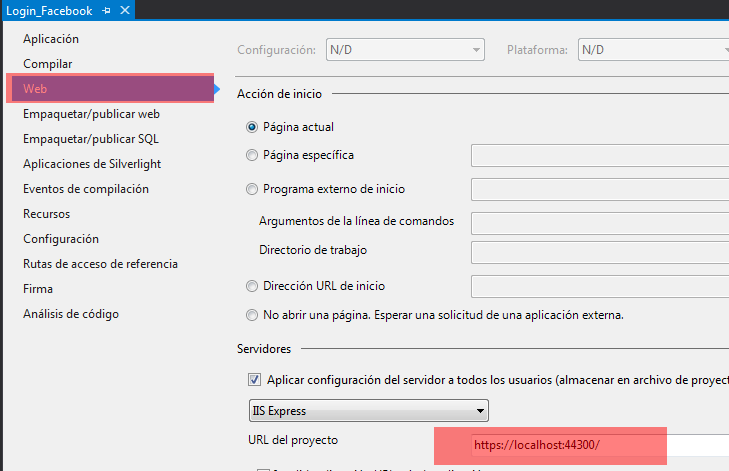 Login_Facebook
Aplicación
Compilar
Web
Empaquetar/publicar web
Empaquetar/publicar SQL
Aplicaciones de Silverlight
Eventos de compilación
Recursos
Configuración
Rutas de acceso de referencia
Firma
Análisis de código
Configuración: N/D Plataforma: N/D
Acción de inicio
Página actual
Página específica
Programa externo de inicio
Argumentos de la línea de comandos
Directorio de trabajo
Dirección URL de inicio
No abrir una página. Esperar una solicitud de una aplicación externa.
Servidores
Aplicar configuración del servidor a todos los usuarios (almacenar en archivo de proyect
IIS Express
URL del proyecto https://localhost:44300/